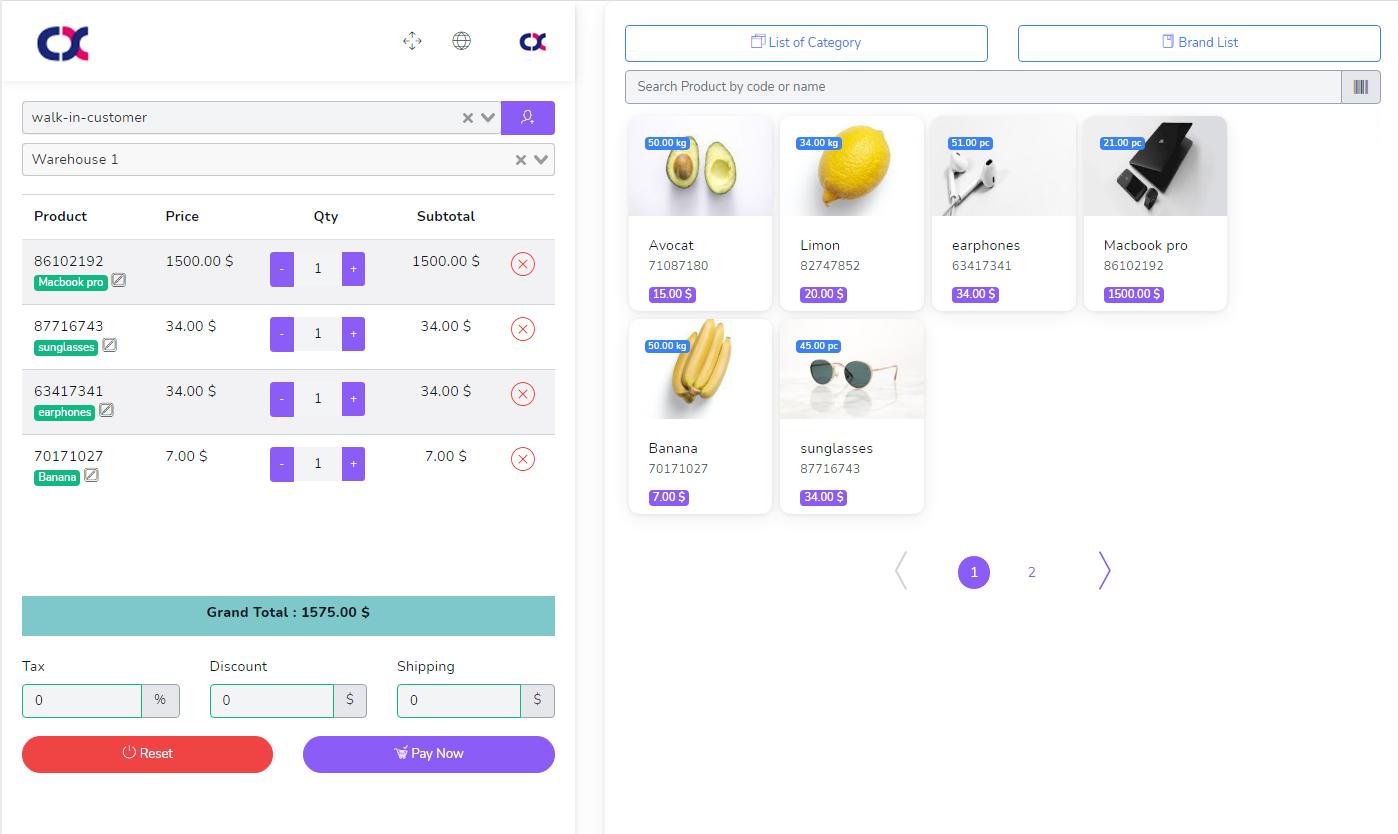 CX
CX
walk-in-customer
Warehouse 1
Product Price Qty Subtotal
86102192 1500.00 $ - 1 + 1500.00 $
Macbook pro
87716743 34.00 $ - 1 + 34.00 $
sunglasses
63417341 34.00 $ - 1 + 34.00 $
earphones
70171027 7.00 $ - 1 + 7.00 $
Banana
Grand Total : 1575.00 $
Tax Discount Shipping
0 % 0 $ 0 $
Reset Pay Now
List of Category Brand List
Search Product by code or name
50.00 kg 34.00 kg 51.00 pc 21.00 pc
Avocat Limon earphones Macbook pro
71087180 82747852 63417341 86102192
15.00 $ 20.00 $ 34.00 $ 1500.00 $
50.00 kg 45.00 pc
Banana sunglasses
70171027 87716743
7.00 $ 34.00 $
1 2